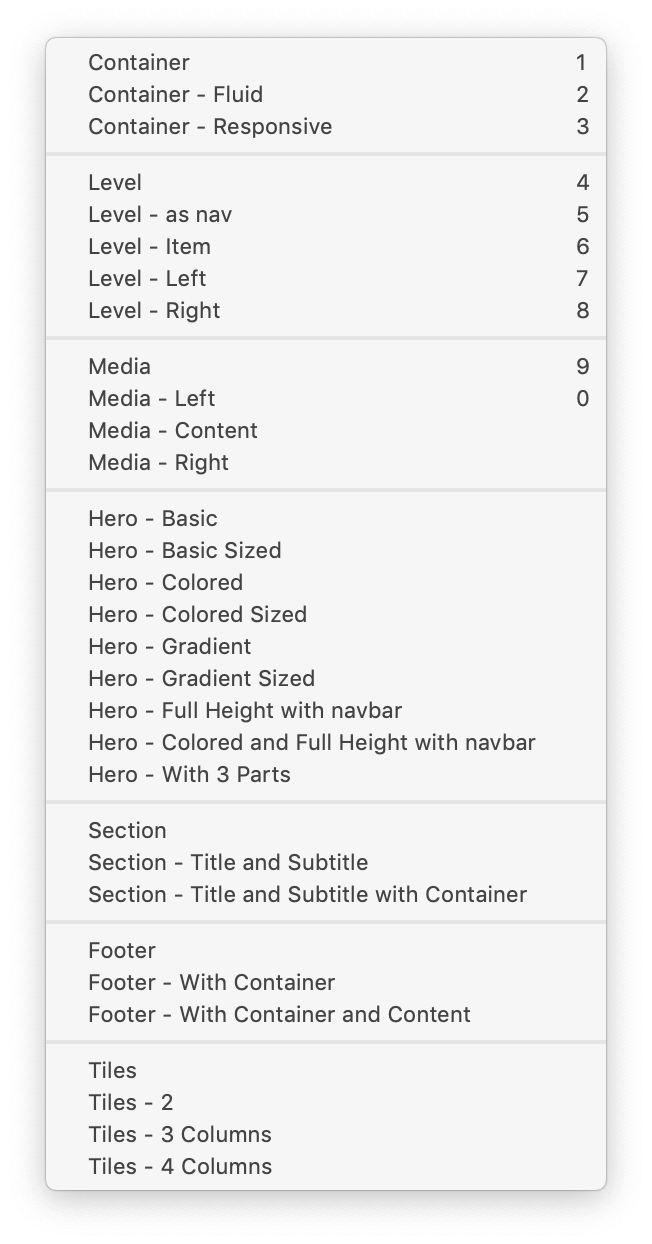 Container 1
Container - Fluid 2
Container - Responsive 3
Level 4
Level - as nav 5
Level - Item 6
Level - Left 7
Level - Right 8
Media 9
Media - Left 0
Media - Content
Media - Right
Hero - Basic
Hero - Basic Sized
Hero - Colored
Hero - Colored Sized
Hero - Gradient
Hero - Gradient Sized
Hero - Full Height with navbar
Hero - Colored and Full Height with navbar
Hero - With 3 Parts
Section
Section - Title and Subtitle
Section - Title and Subtitle with Container
Footer
Footer - With Container
Footer - With Container and Content
Tiles
Tiles - 2
Tiles - 3 Columns
Tiles - 4 Columns